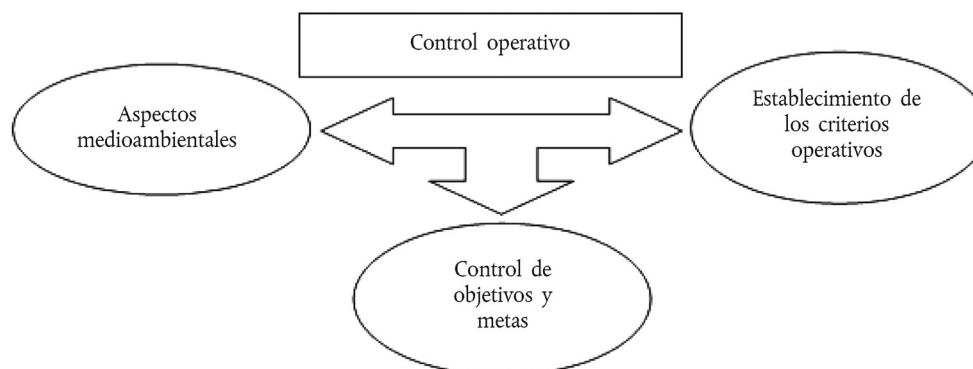 Control operativo
Aspectos
medioambientales
Establecimiento de
los criterios
operativos
Control de
objetivos y
metas